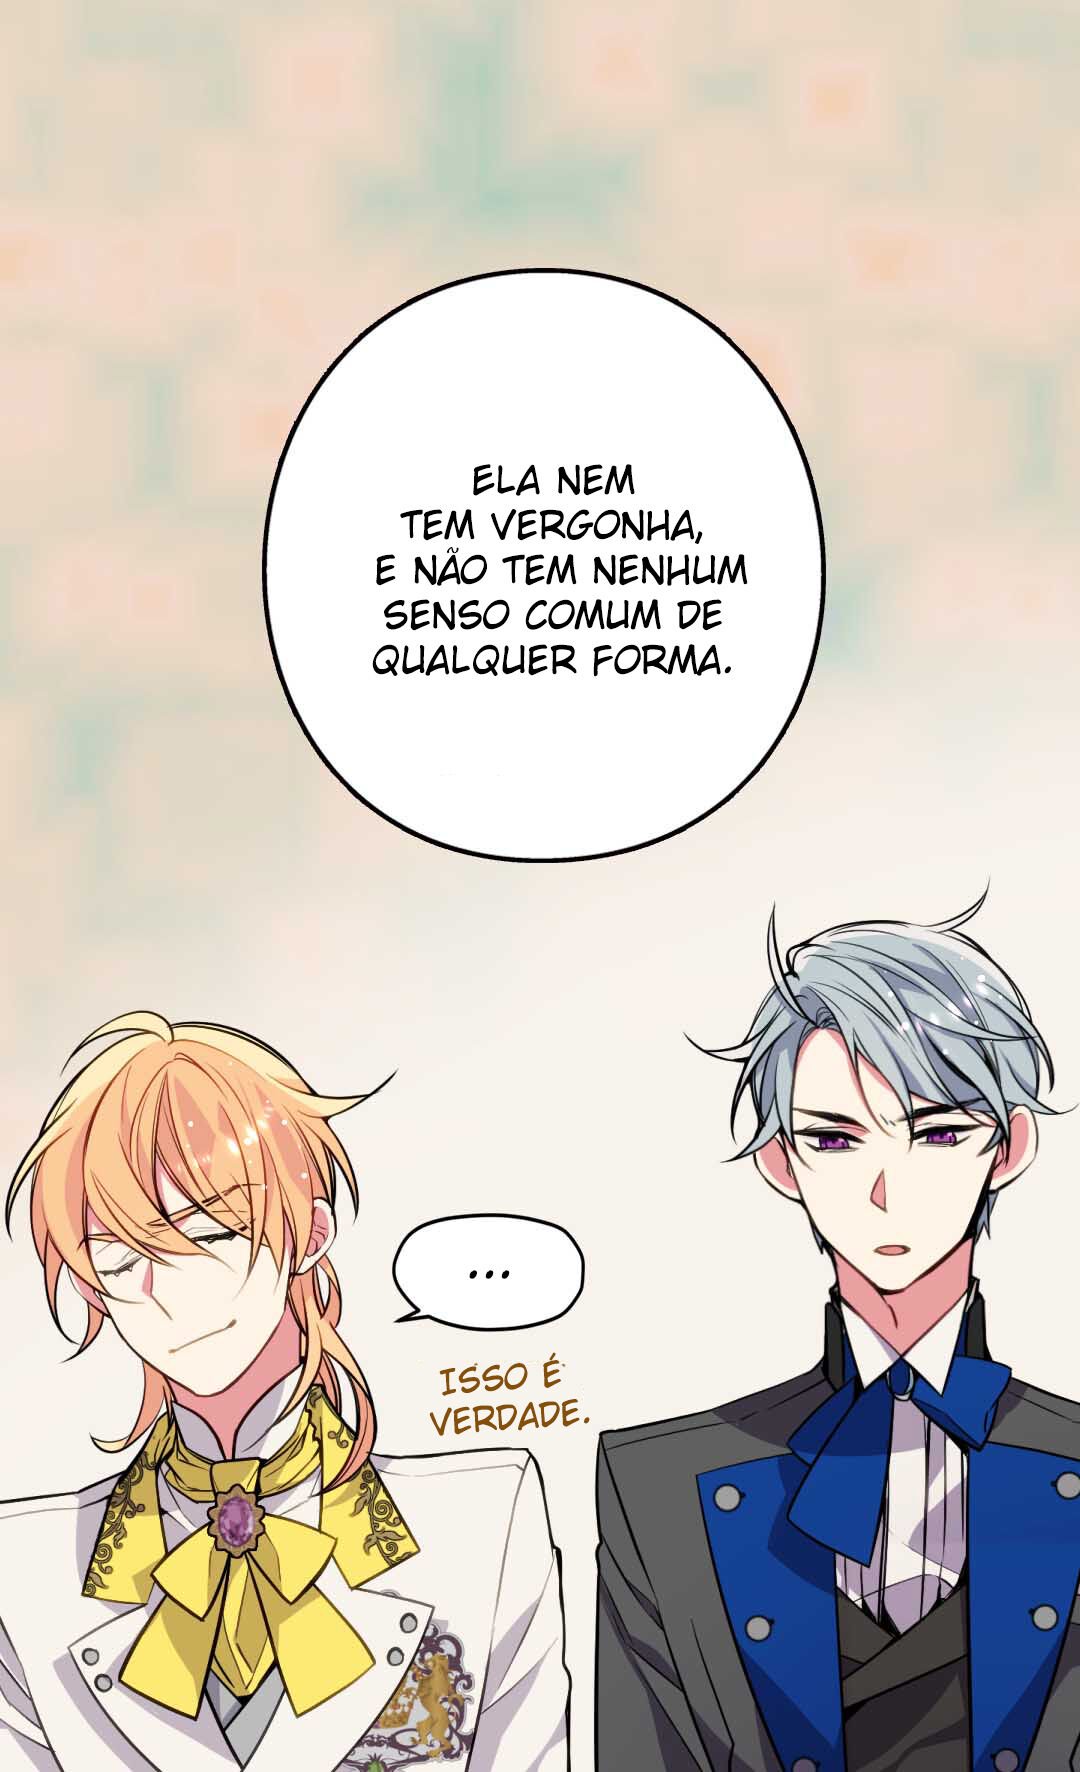 ELA NEM
TEM VERGONHA,
E NÃO TEM NENHUM
SENSO COMUM DE
QUALQUER FORMA.
...
ISSO É
VERDADE.